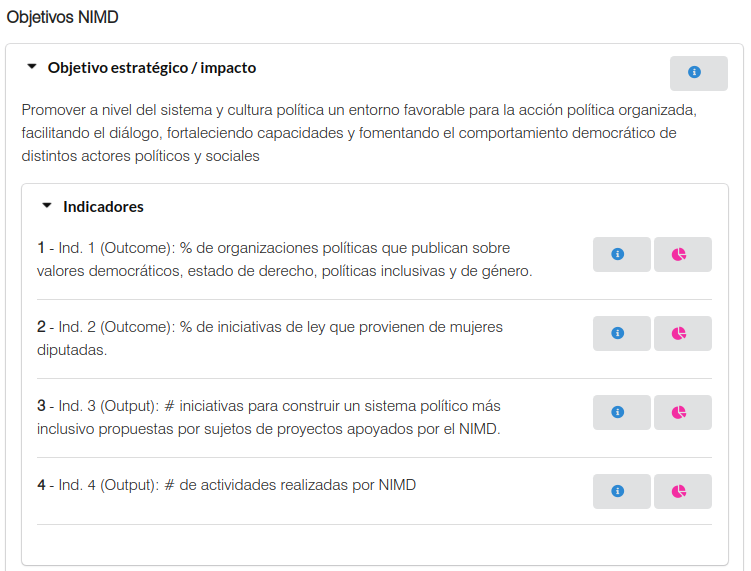 Objetivos NIMD
Objetivo estratégico / impacto
Promover a nivel del sistema y cultura política un entorno favorable para la acción política organizada,
facilitando el diálogo, fortaleciendo capacidades y fomentando el comportamiento democrático de
distintos actores políticos y sociales
Indicadores
1 - Ind. 1 (Outcome): % de organizaciones políticas que publican sobre
valores democráticos, estado de derecho, políticas inclusivas y de género.
2 - Ind. 2 (Outcome): % de iniciativas de ley que provienen de mujeres
diputadas.
3 - Ind. 3 (Output): # iniciativas para construir un sistema político más
inclusivo propuestas por sujetos de proyectos apoyados por el NIMD.
4 - Ind. 4 (Output): # de actividades realizadas por NIMD